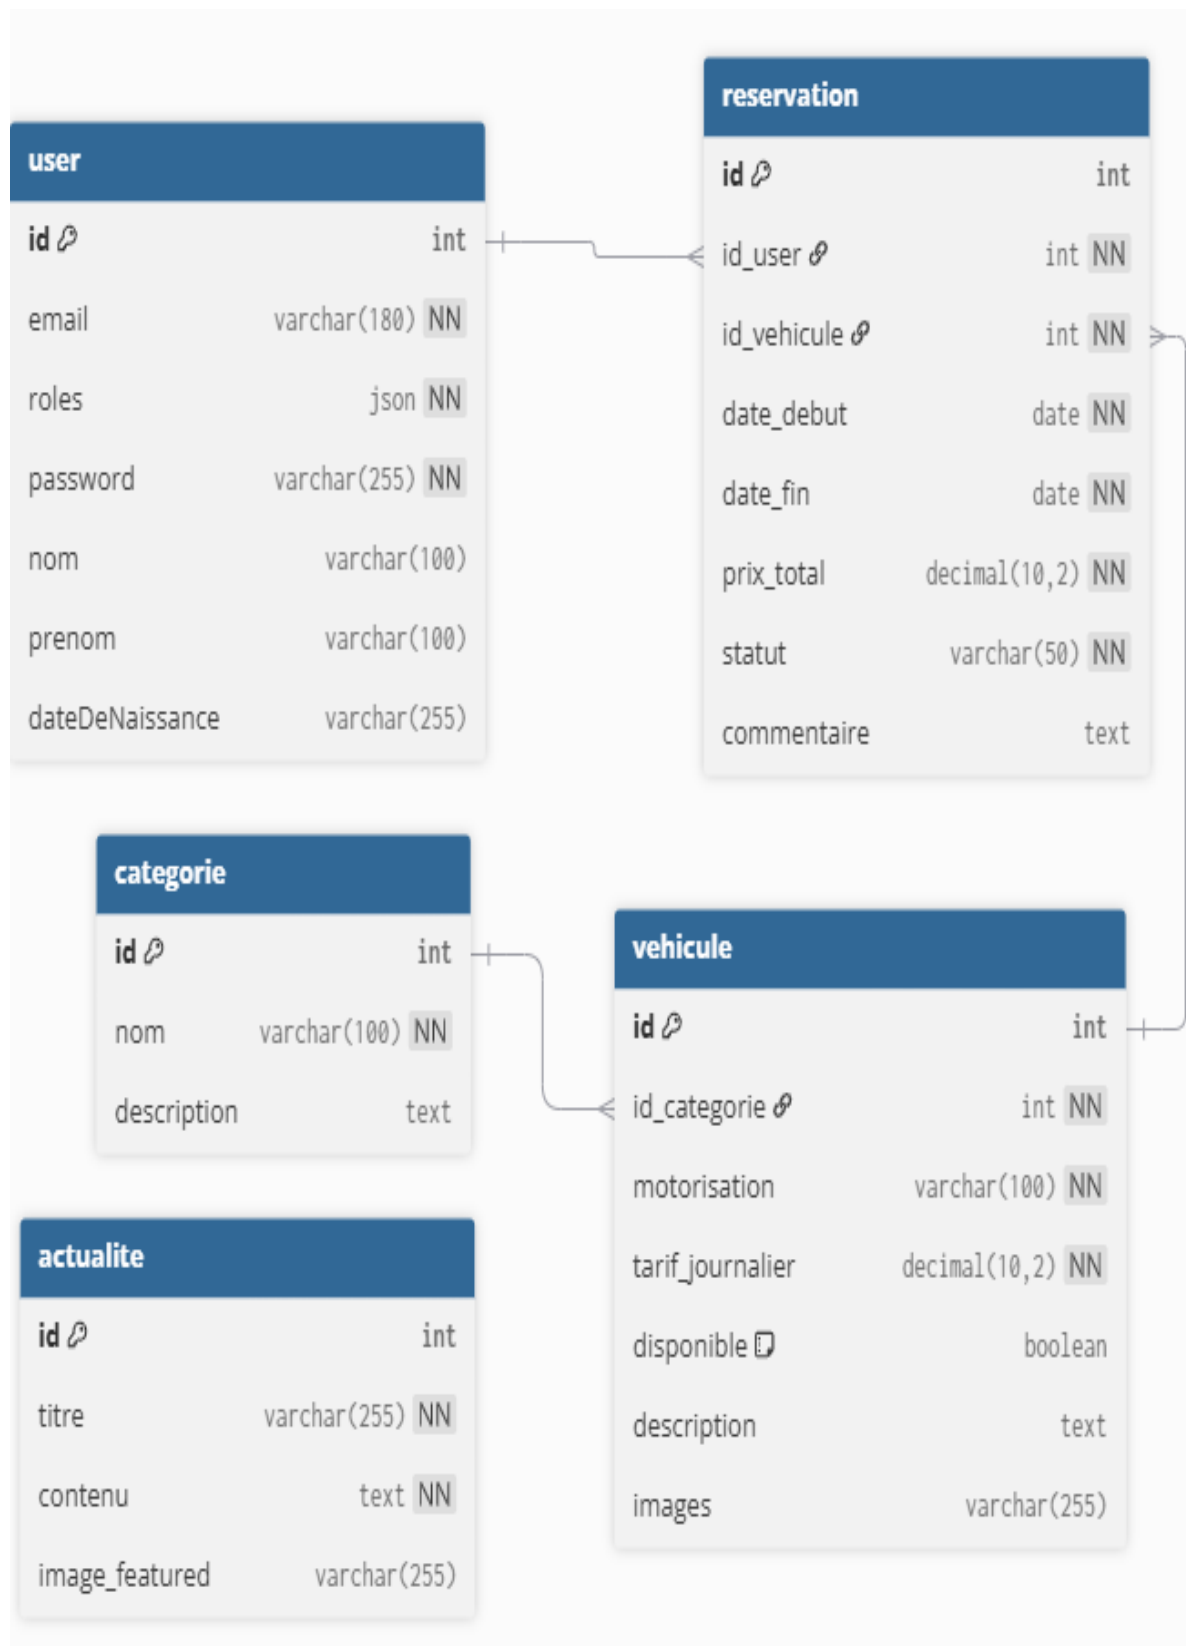 user
id int
email varchar(180) NN
roles json NN
password varchar(255) NN
nom varchar(100)
prenom varchar(100)
dateDeNaissance varchar(255)
reservation
id int
id_user int NN
id_vehicule int NN
date_debut date NN
date_fin date NN
prix_total decimal(10,2) NN
statut varchar(50) NN
commentaire text
categorie
id int
nom varchar(100) NN
description text
vehicule
id int
id_categorie int NN
motorisation varchar(100) NN
tarif_journalier decimal(10,2) NN
disponible boolean
description text
images varchar(255)
actualite
id int
titre varchar(255) NN
contenu text NN
image_featured varchar(255)